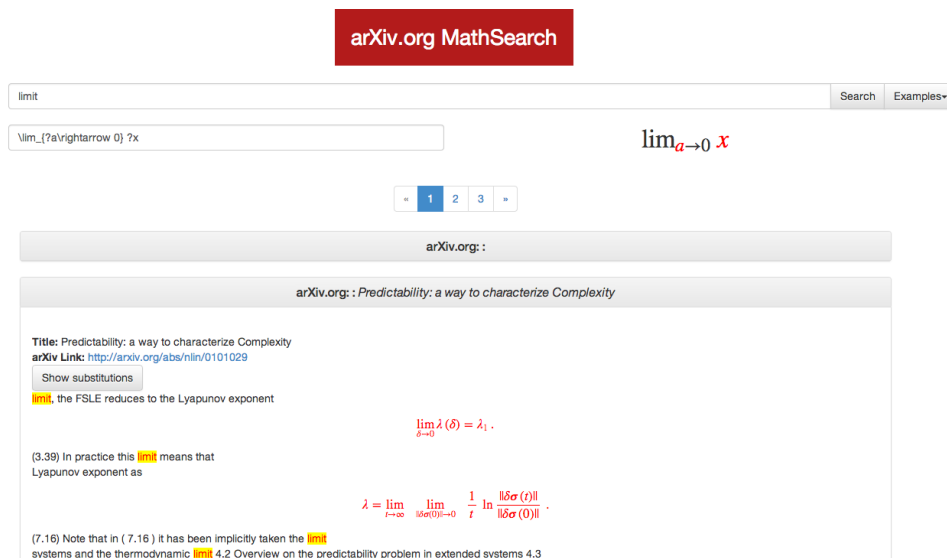 arXiv.org MathSearch
limit Search Examples
\lim_{?a\rightarrow 0} ?x lim_{a→0} x
« 1 2 3 »
arXiv.org: :
arXiv.org: : Predictability: a way to characterize Complexity
Title: Predictability: a way to characterize Complexity
arXiv Link: http://arxiv.org/abs/nlin/0101029
Show substitutions
limit, the FSLE reduces to the Lyapunov exponent
lim_{δ→0} λ (δ) = λ₁ .
(3.39) In practice this limit means that
Lyapunov exponent as
λ = lim_{t→∞} lim_{||δσ(0)||→0} 1/t ln ||δσ (t)|| / ||δσ (0)|| .
(7.16) Note that in ( 7.16 ) it has been implicitly taken the limit
systems and the thermodynamic limit 4.2 Overview on the predictability problem in extended systems 4.3